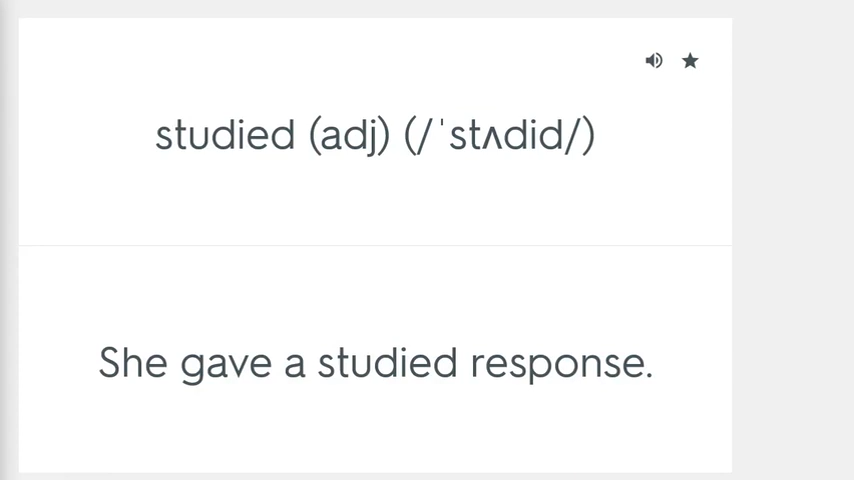 studied (adj) (/ˈstʌdid/)
She gave a studied response.